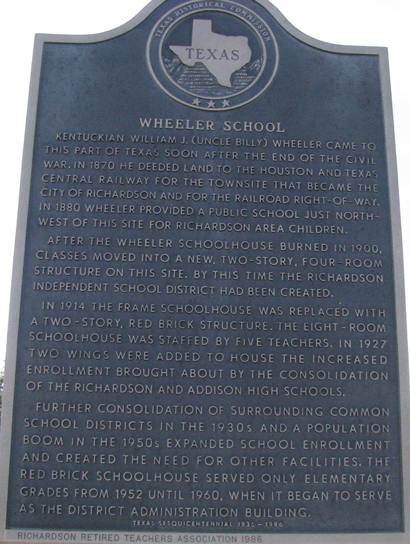 TEXAS HISTORICAL COMMISSION
TEXAS
WHEELER SCHOOL
KENTUCKIAN WILLIAM J. (UNCLE BILLY) WHEELER CAME TO
THIS PART OF TEXAS SOON AFTER THE END OF THE CIVIL
WAR. IN 1870 HE DEEDED LAND TO THE HOUSTON AND TEXAS
CENTRAL RAILWAY FOR THE TOWNSITE THAT BECAME THE
CITY OF RICHARDSON AND FOR THE RAILROAD RIGHT-OF-WAY.
IN 1880 WHEELER PROVIDED A PUBLIC SCHOOL JUST NORTH-
WEST OF THIS SITE FOR RICHARDSON AREA CHILDREN.
AFTER THE WHEELER SCHOOLHOUSE BURNED IN 1900,
CLASSES MOVED INTO A NEW, TWO-STORY, FOUR-ROOM
STRUCTURE ON THIS SITE. BY THIS TIME THE RICHARDSON
INDEPENDENT SCHOOL DISTRICT HAD BEEN CREATED.
IN 1914 THE FRAME SCHOOLHOUSE WAS REPLACED WITH
A TWO-STORY, RED BRICK STRUCTURE. THE EIGHT-ROOM
SCHOOLHOUSE WAS STAFFED BY FIVE TEACHERS. IN 1927
TWO WINGS WERE ADDED TO HOUSE THE INCREASED
ENROLLMENT BROUGHT ABOUT BY THE CONSOLIDATION
OF THE RICHARDSON AND ADDISON HIGH SCHOOLS.
FURTHER CONSOLIDATION OF SURROUNDING COMMON
SCHOOL DISTRICTS IN THE 1930s AND A POPULATION
BOOM IN THE 1950s EXPANDED SCHOOL ENROLLMENT
AND CREATED THE NEED FOR OTHER FACILITIES. THE
RED BRICK SCHOOLHOUSE SERVED ONLY ELEMENTARY
GRADES FROM 1952 UNTIL 1960, WHEN IT BEGAN TO SERVE
AS THE DISTRICT ADMINISTRATION BUILDING.
TEXAS SESQUICENTENNIAL 1836-1986
RICHARDSON RETIRED TEACHERS ASSOCIATION 1986